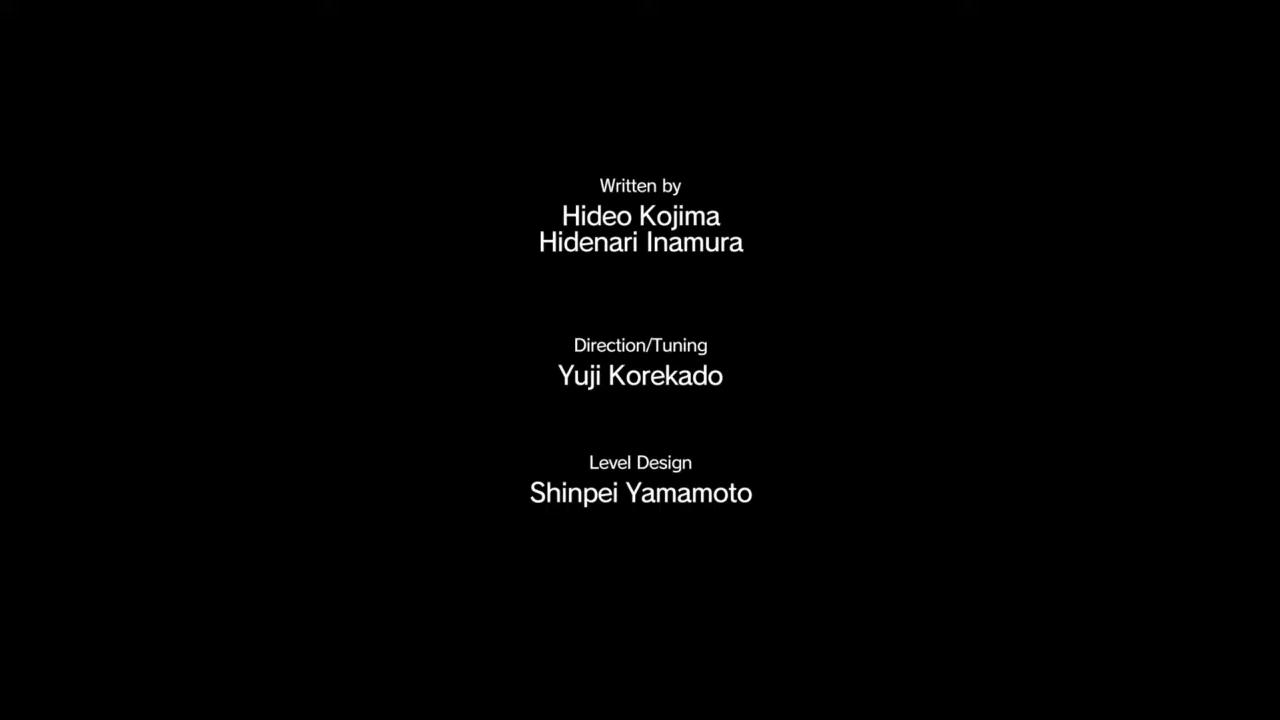 Written by
Hideo Kojima
Hidenari Inamura
Direction/Tuning
Yuji Korekado
Level Design
Shinpei Yamamoto